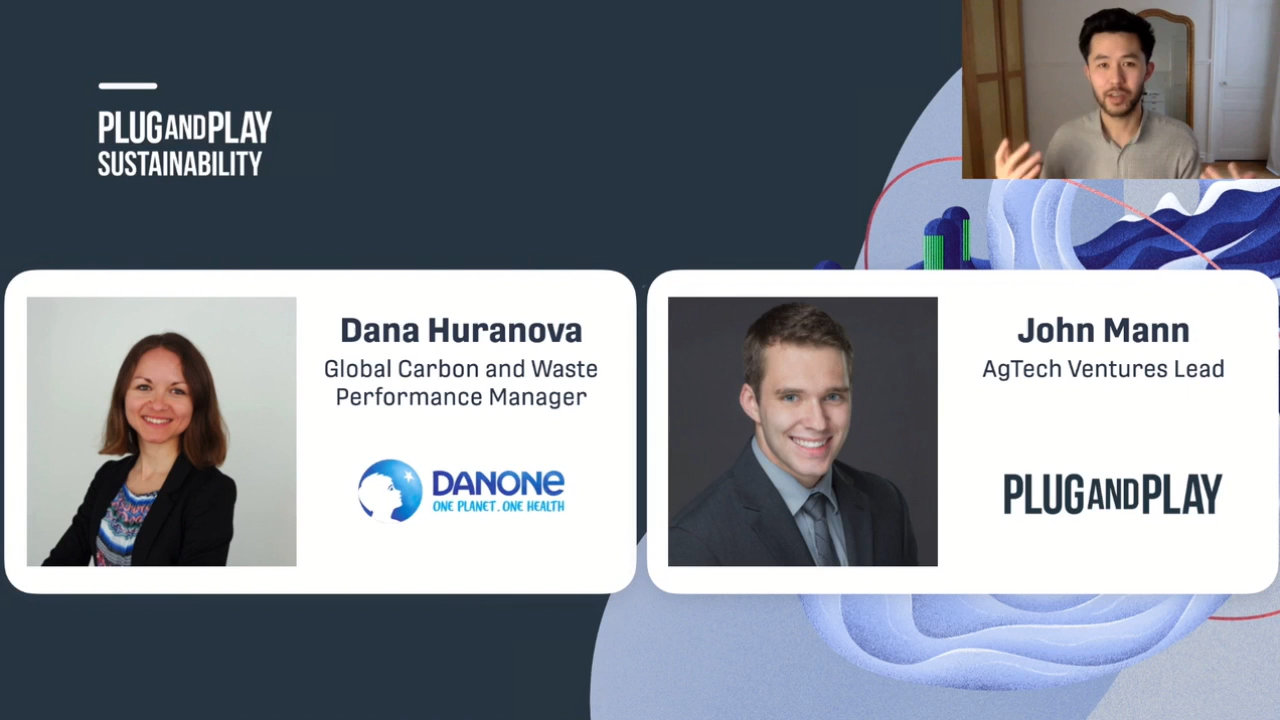 PLUG AND PLAY
SUSTAINABILITY
Dana Huranova
Global Carbon and Waste
Performance Manager
DANONE
ONE PLANET. ONE HEALTH
John Mann
AgTech Ventures Lead
PLUG AND PLAY